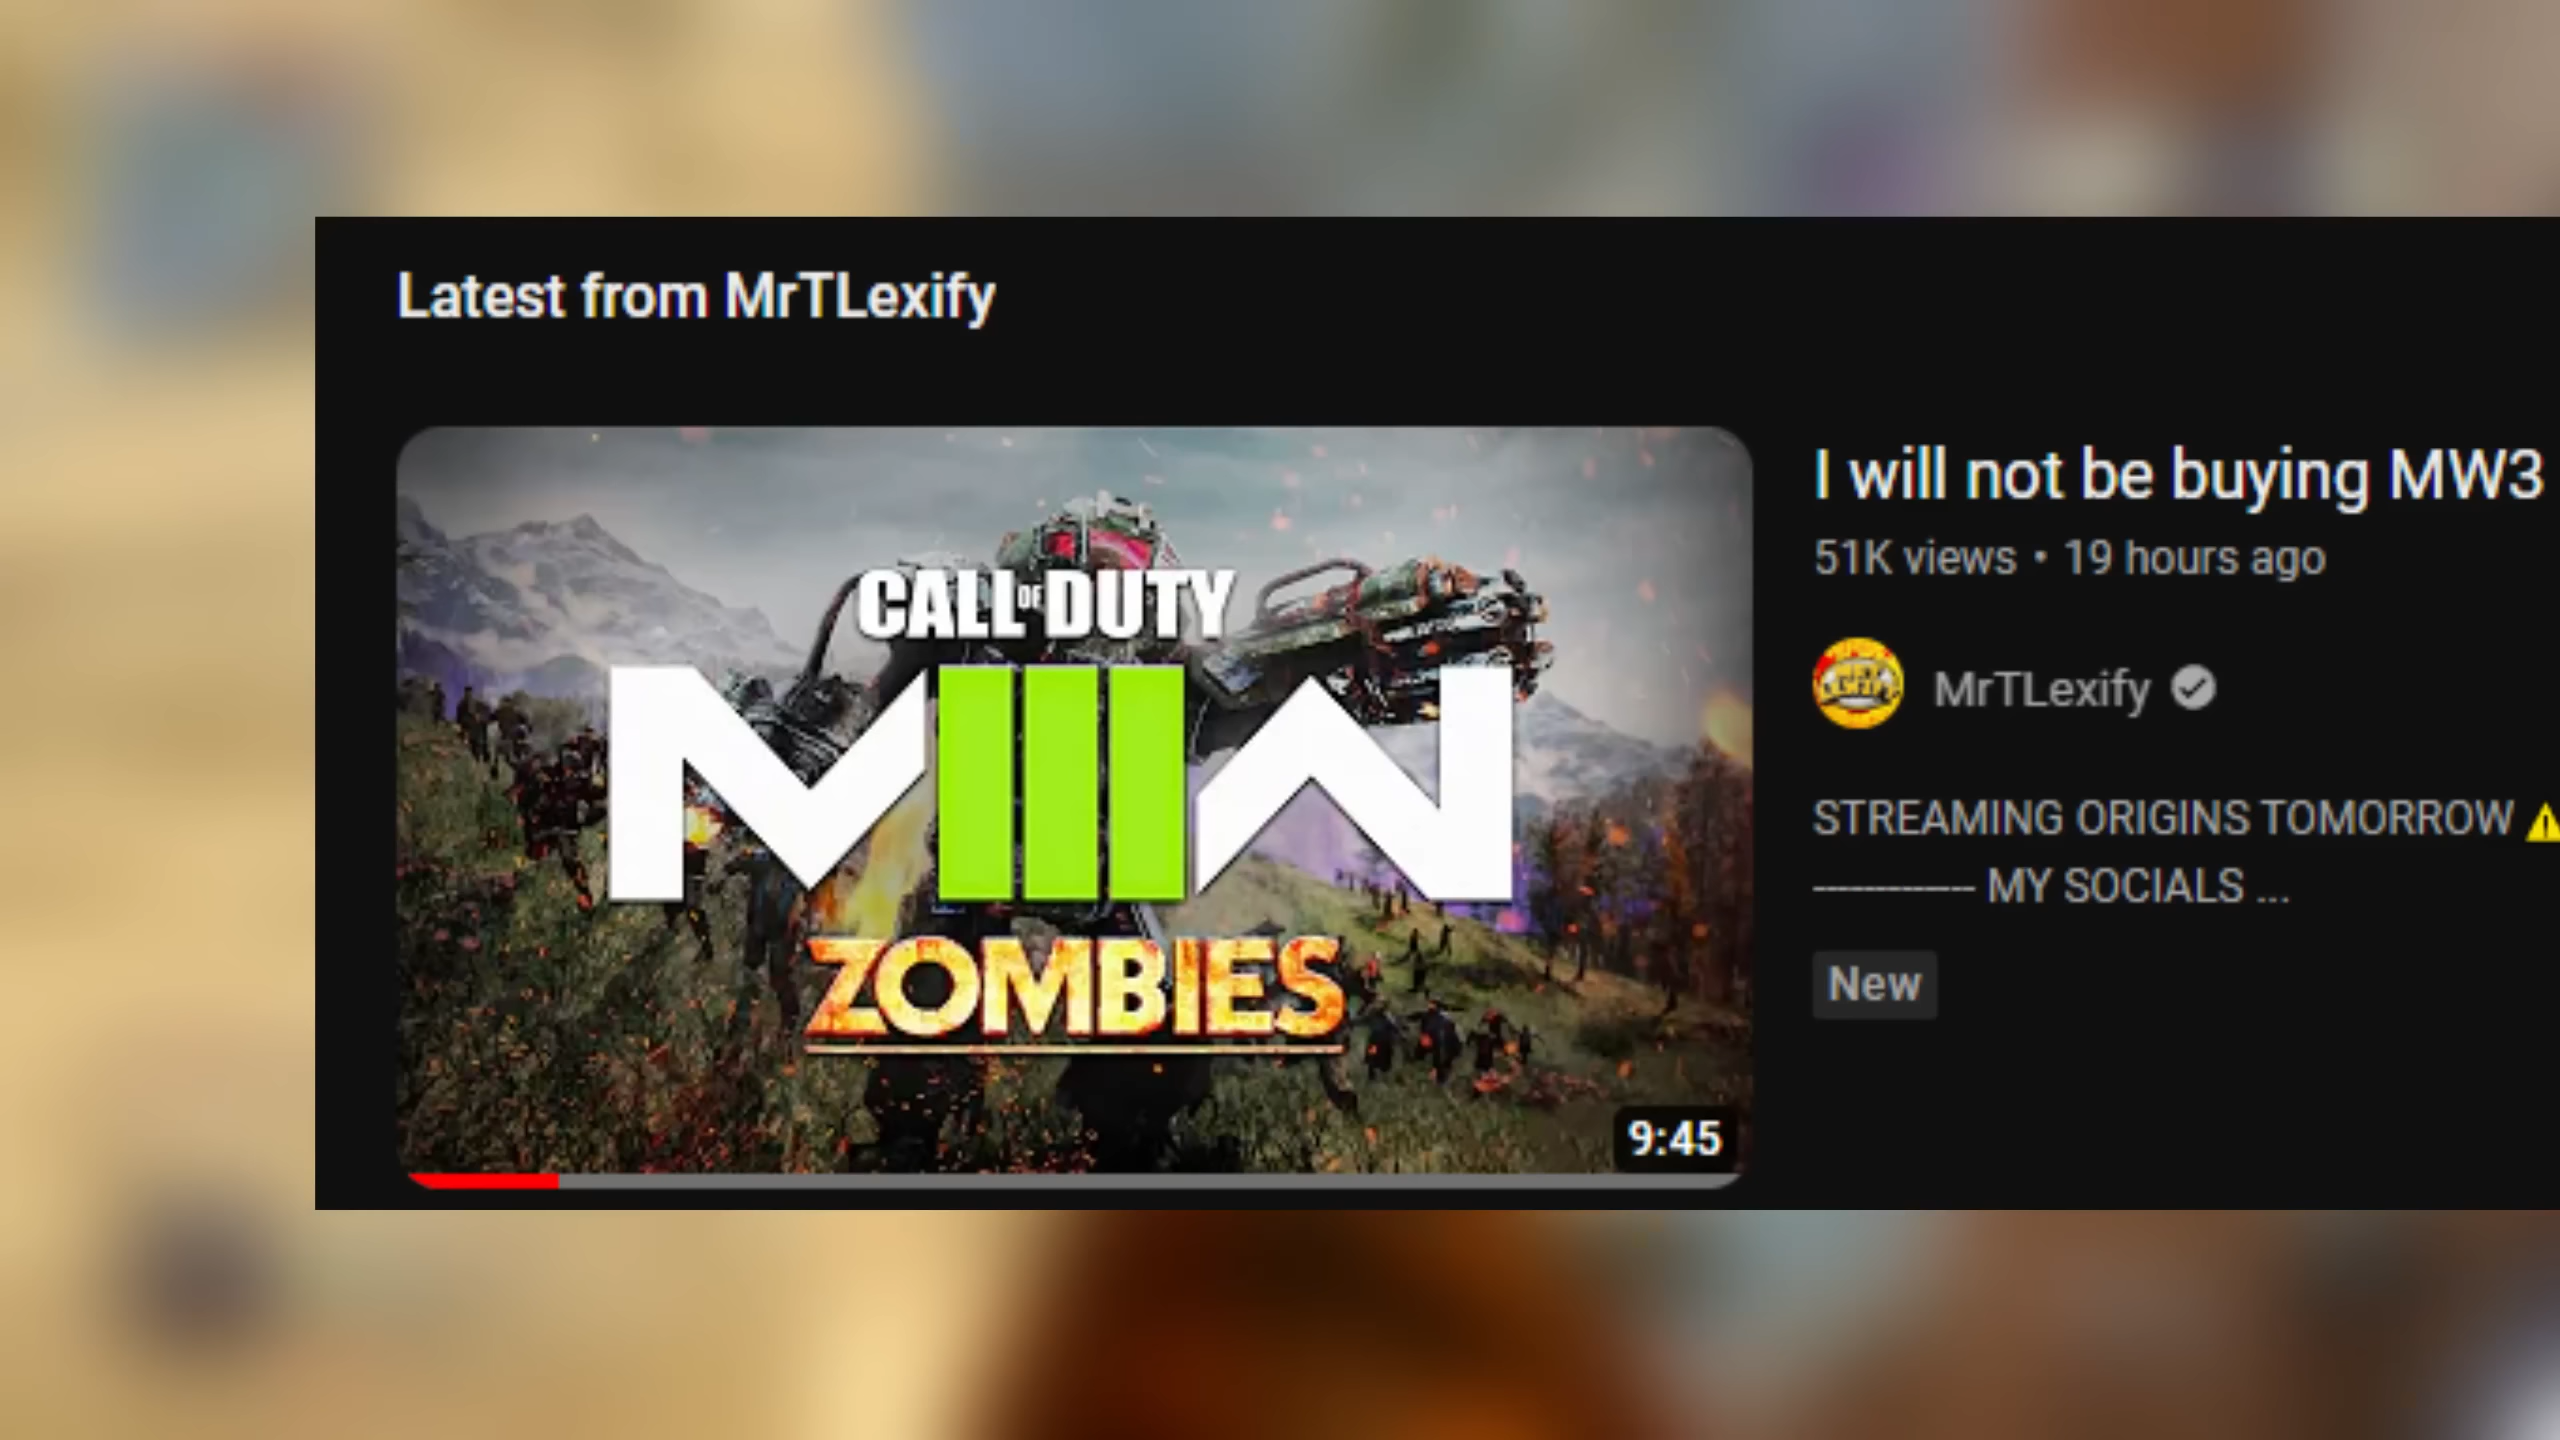 Latest from MrTLexify
CALL OF DUTY
MIIIW
ZOMBIES
9:45
I will not be buying MW3
51K views • 19 hours ago
MrTLexify
STREAMING ORIGINS TOMORROW ⚠
------------- MY SOCIALS ...
New